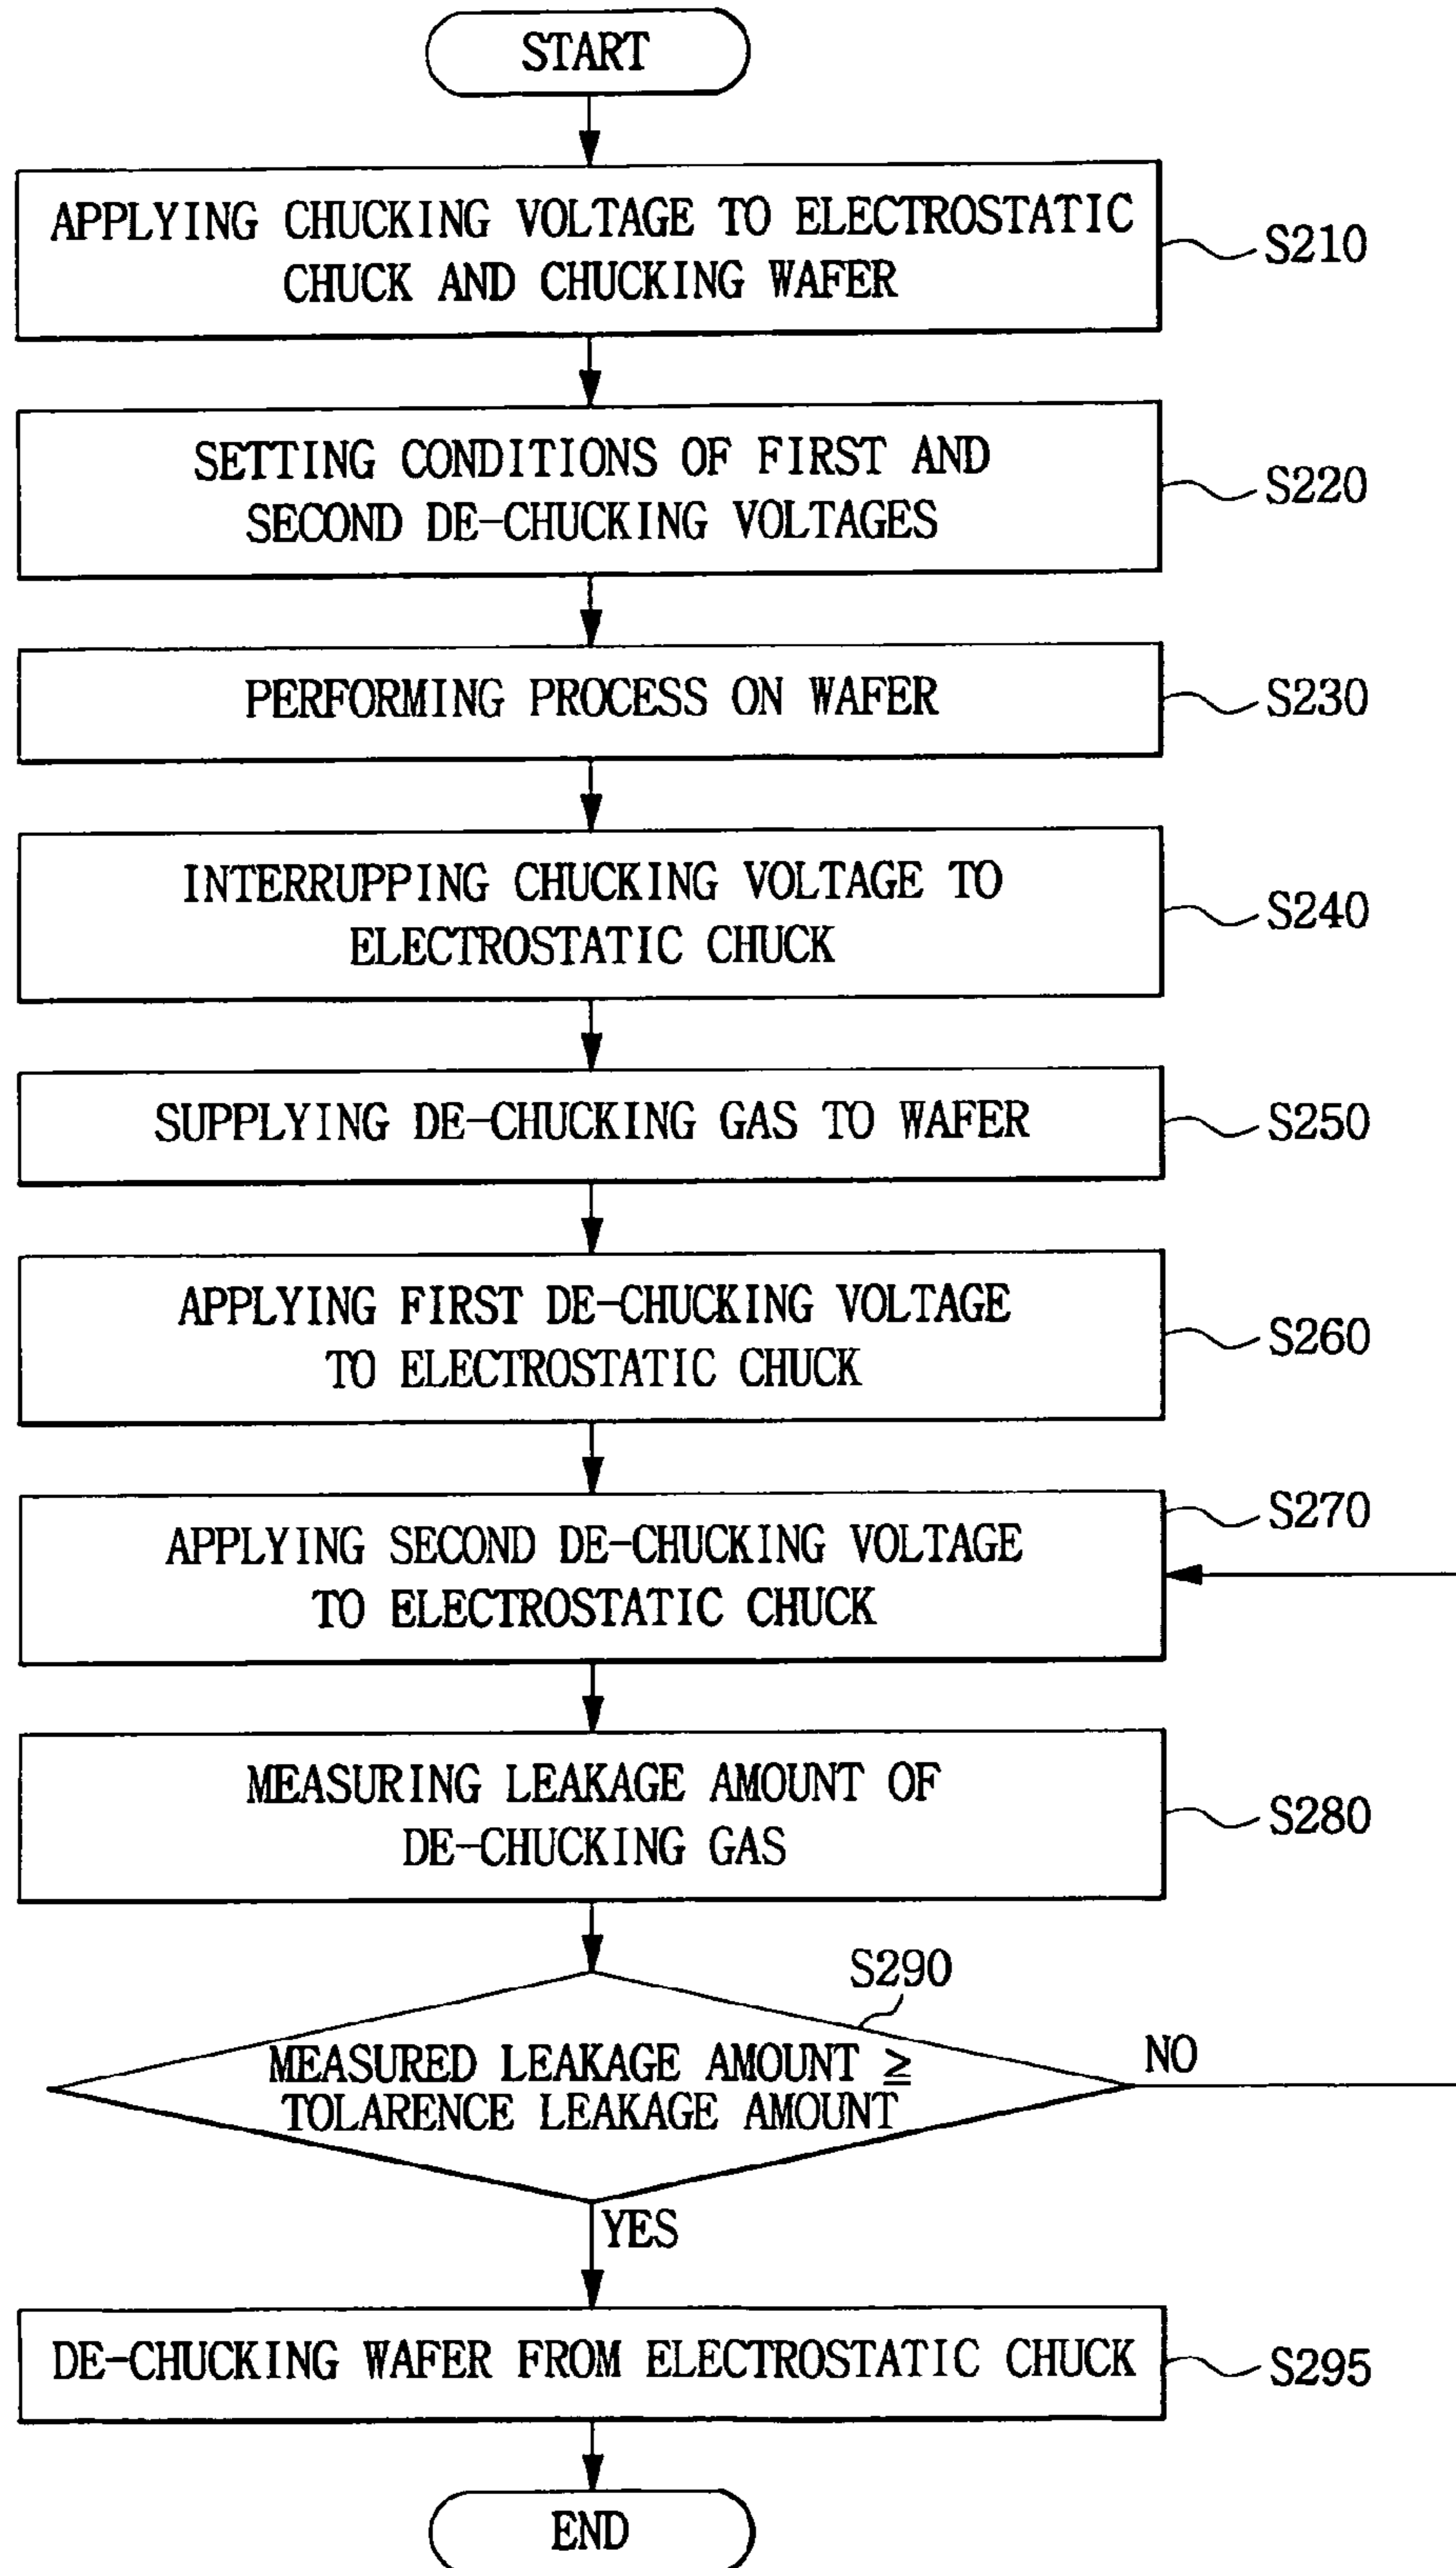 START
APPLYING CHUCKING VOLTAGE TO ELECTROSTATIC
CHUCK AND CHUCKING WAFER
S210
SETTING CONDITIONS OF FIRST AND
SECOND DE-CHUCKING VOLTAGES
S220
PERFORMING PROCESS ON WAFER
S230
INTERRUPPING CHUCKING VOLTAGE TO
ELECTROSTATIC CHUCK
S240
SUPPLYING DE-CHUCKING GAS TO WAFER
S250
APPLYING FIRST DE-CHUCKING VOLTAGE
TO ELECTROSTATIC CHUCK
S260
APPLYING SECOND DE-CHUCKING VOLTAGE
TO ELECTROSTATIC CHUCK
S270
MEASURING LEAKAGE AMOUNT OF
DE-CHUCKING GAS
S280
S290
MEASURED LEAKAGE AMOUNT ≧
TOLARENCE LEAKAGE AMOUNT
NO
YES
DE-CHUCKING WAFER FROM ELECTROSTATIC CHUCK
S295
END